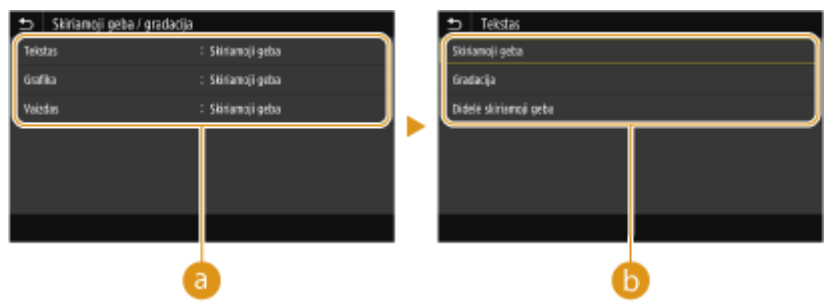 Skiriamoji geba / gradacija
Tekstas : Skiriamoji geba
Grafika : Skiriamoji geba
Vaizdas : Skiriamoji geba
a
Tekstas
Skiriamoji geba
Gradacija
Didelė skiriamoji geba
b